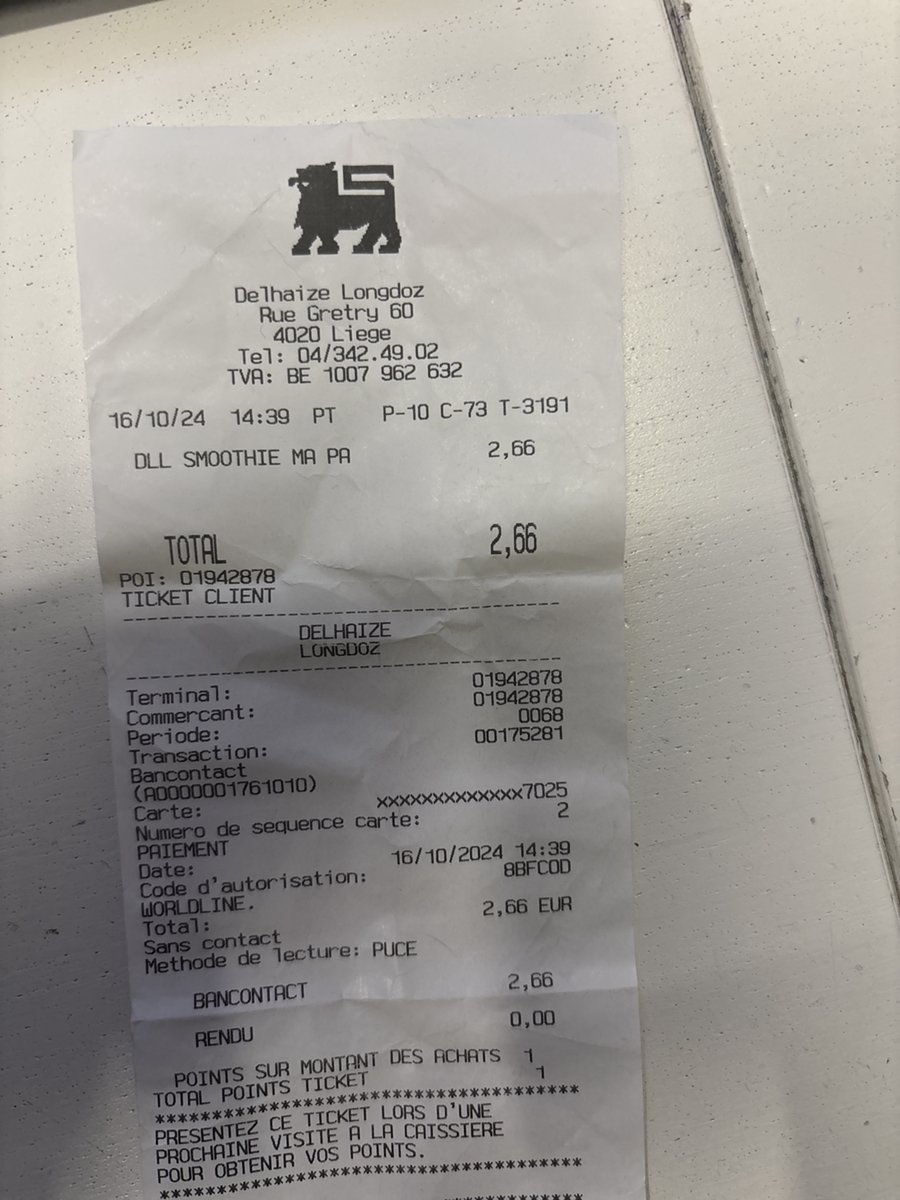 Delhaize Longdoz
Rue Gretry 60
4020 Liege
Tel: 04/342.49.02
TVA: BE 1007 962 632
16/10/24 14:39 PT P-10 C-73 T-3191
DLL SMOOTHIE MA PA 2,66
TOTAL 2,66
POI: 01942878
TICKET CLIENT
--------------------------------------
DELHAIZE
LONGDOZ
--------------------------------------
Terminal: 01942878
Commercant: 01942878
Periode: 0068
Transaction: 00175281
Bancontact
(A0000001761010)
Carte: xxxxxxxxxxxxx7025
Numero de sequence carte: 2
PAIEMENT
Date: 16/10/2024 14:39
Code d'autorisation: 8BFCOD
WORLDLINE.
Total: 2,66 EUR
Sans contact
Methode de lecture: PUCE
BANCONTACT 2,66
RENDU 0,00
POINTS SUR MONTANT DES ACHATS 1
TOTAL POINTS TICKET 1
**************************************
PRESENTEZ CE TICKET LORS D'UNE
PROCHAINE VISITE A LA CAISSIERE
POUR OBTENIR VOS POINTS.
**************************************